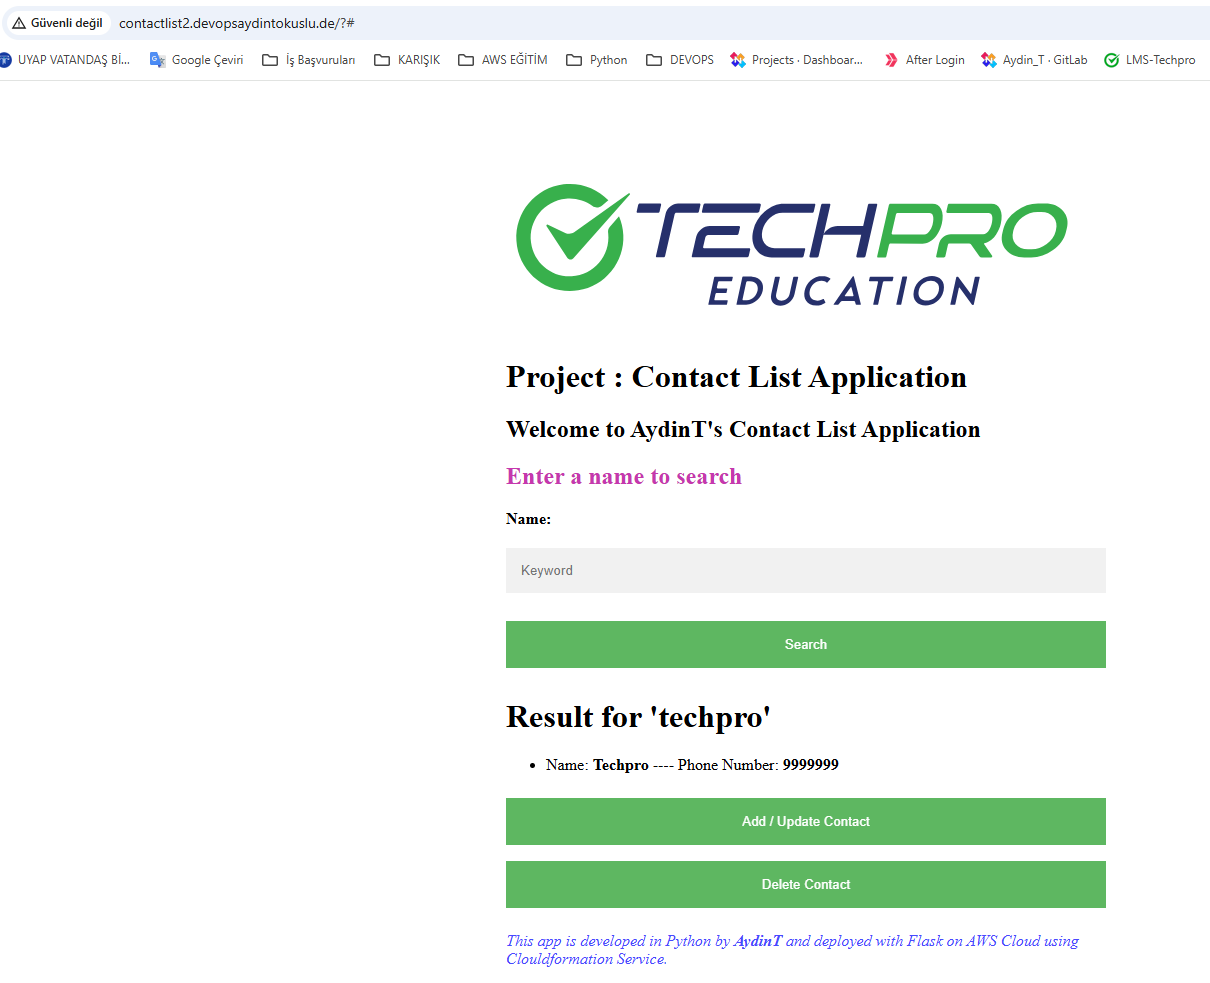 Güvenli değil contactlist2.devopsaydintokuslu.de/?#
UYAP VATANDAŞ Bİ... Google Çeviri İş Başvuruları KARIŞIK AWS EĞİTİM Python DEVOPS Projects · Dashboar... After Login Aydin_T · GitLab LMS-Techpro
TECHPRO
EDUCATION
Project : Contact List Application
Welcome to AydinT's Contact List Application
Enter a name to search
Name:
Keyword
Search
Result for 'techpro'
Name: Techpro ---- Phone Number: 9999999
Add / Update Contact
Delete Contact
This app is developed in Python by AydinT and deployed with Flask on AWS Cloud using
Clouldformation Service.